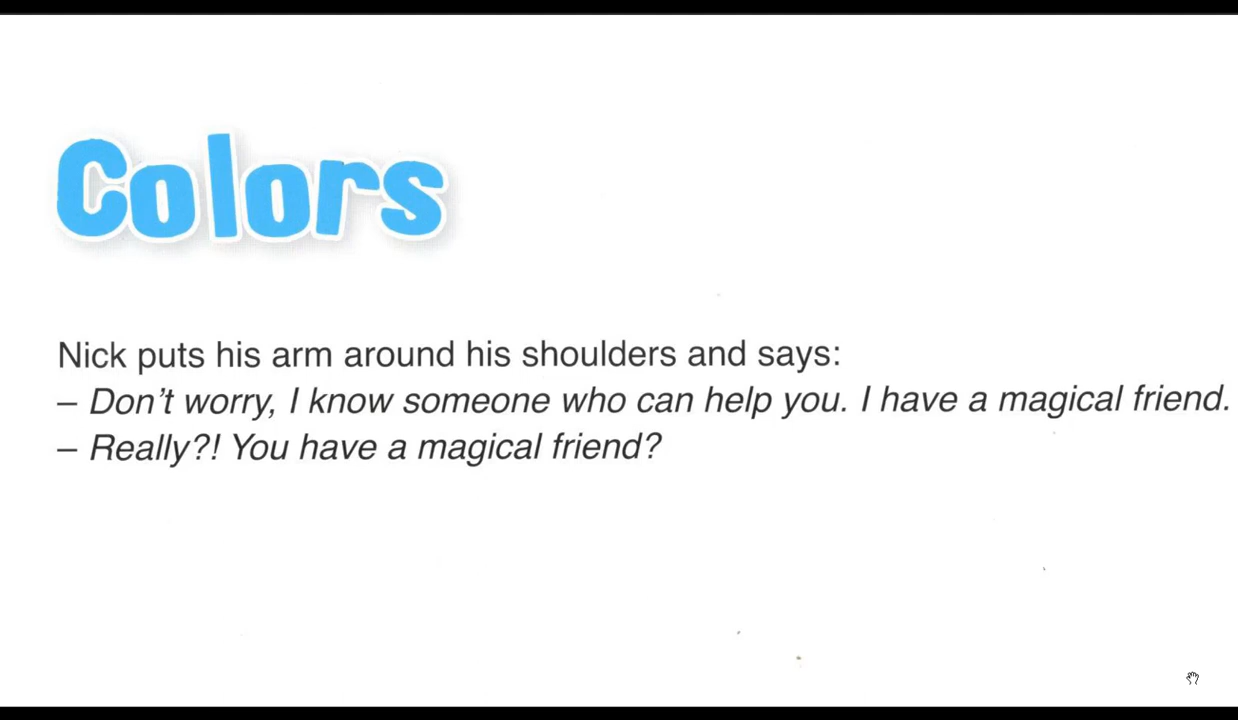 Colors
Nick puts his arm around his shoulders and says:
– Don’t worry, I know someone who can help you. I have a magical friend.
– Really?! You have a magical friend?